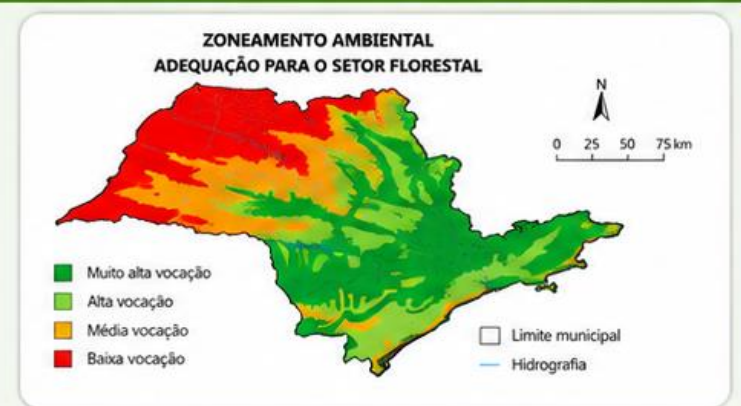 ZONEAMENTO AMBIENTAL
ADEQUAÇÃO PARA O SETOR FLORESTAL
N
0 25 50 75 km
Muito alta vocação
Alta vocação
Média vocação
Baixa vocação
Limite municipal
Hidrografia